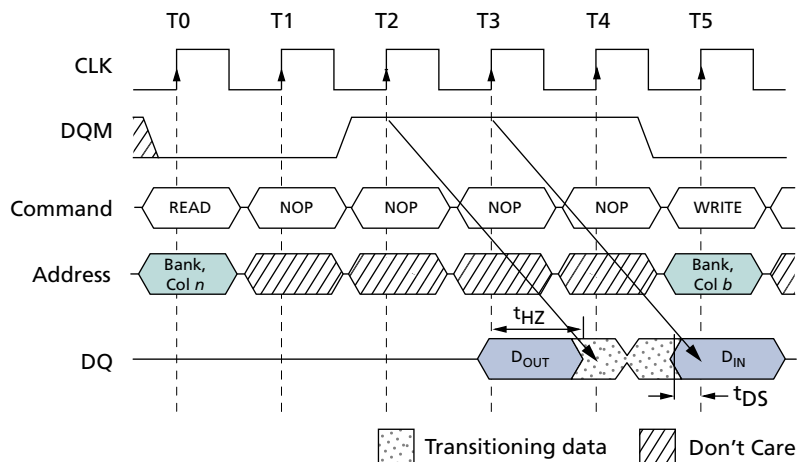 T0 T1 T2 T3 T4 T5
CLK
DQM
Command READ NOP NOP NOP NOP WRITE
Address Bank, Col n Bank, Col b
tHZ
DQ DOUT DIN
tDS
Transitioning data Don't Care